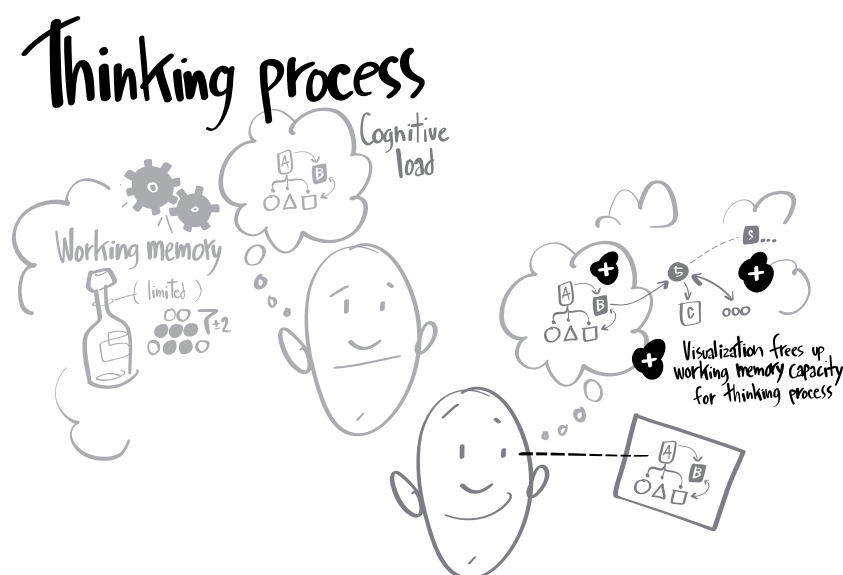 Thinking process
Cognitive
load
A
B
Working memory
(limited)
7±2
S...
5
A
B
C
Visualization frees up
working memory capacity
for thinking process
A
B